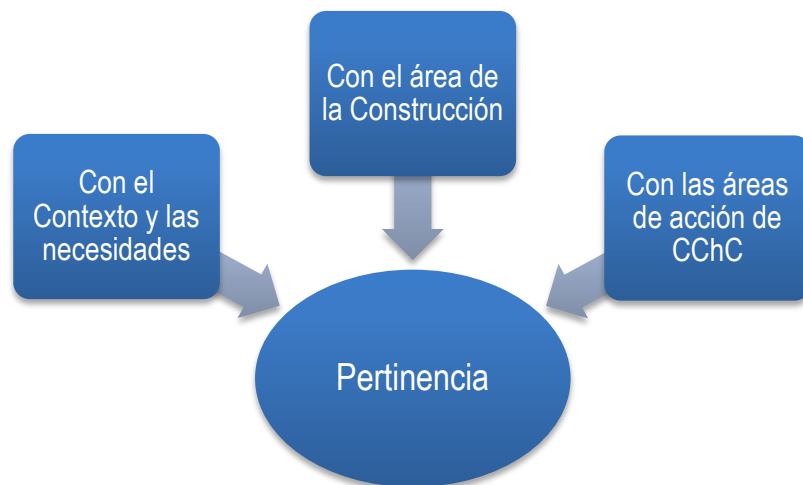 Con el área de
la Construcción
Con el
Contexto y las
necesidades
Con las áreas
de acción de
CChC
Pertinencia